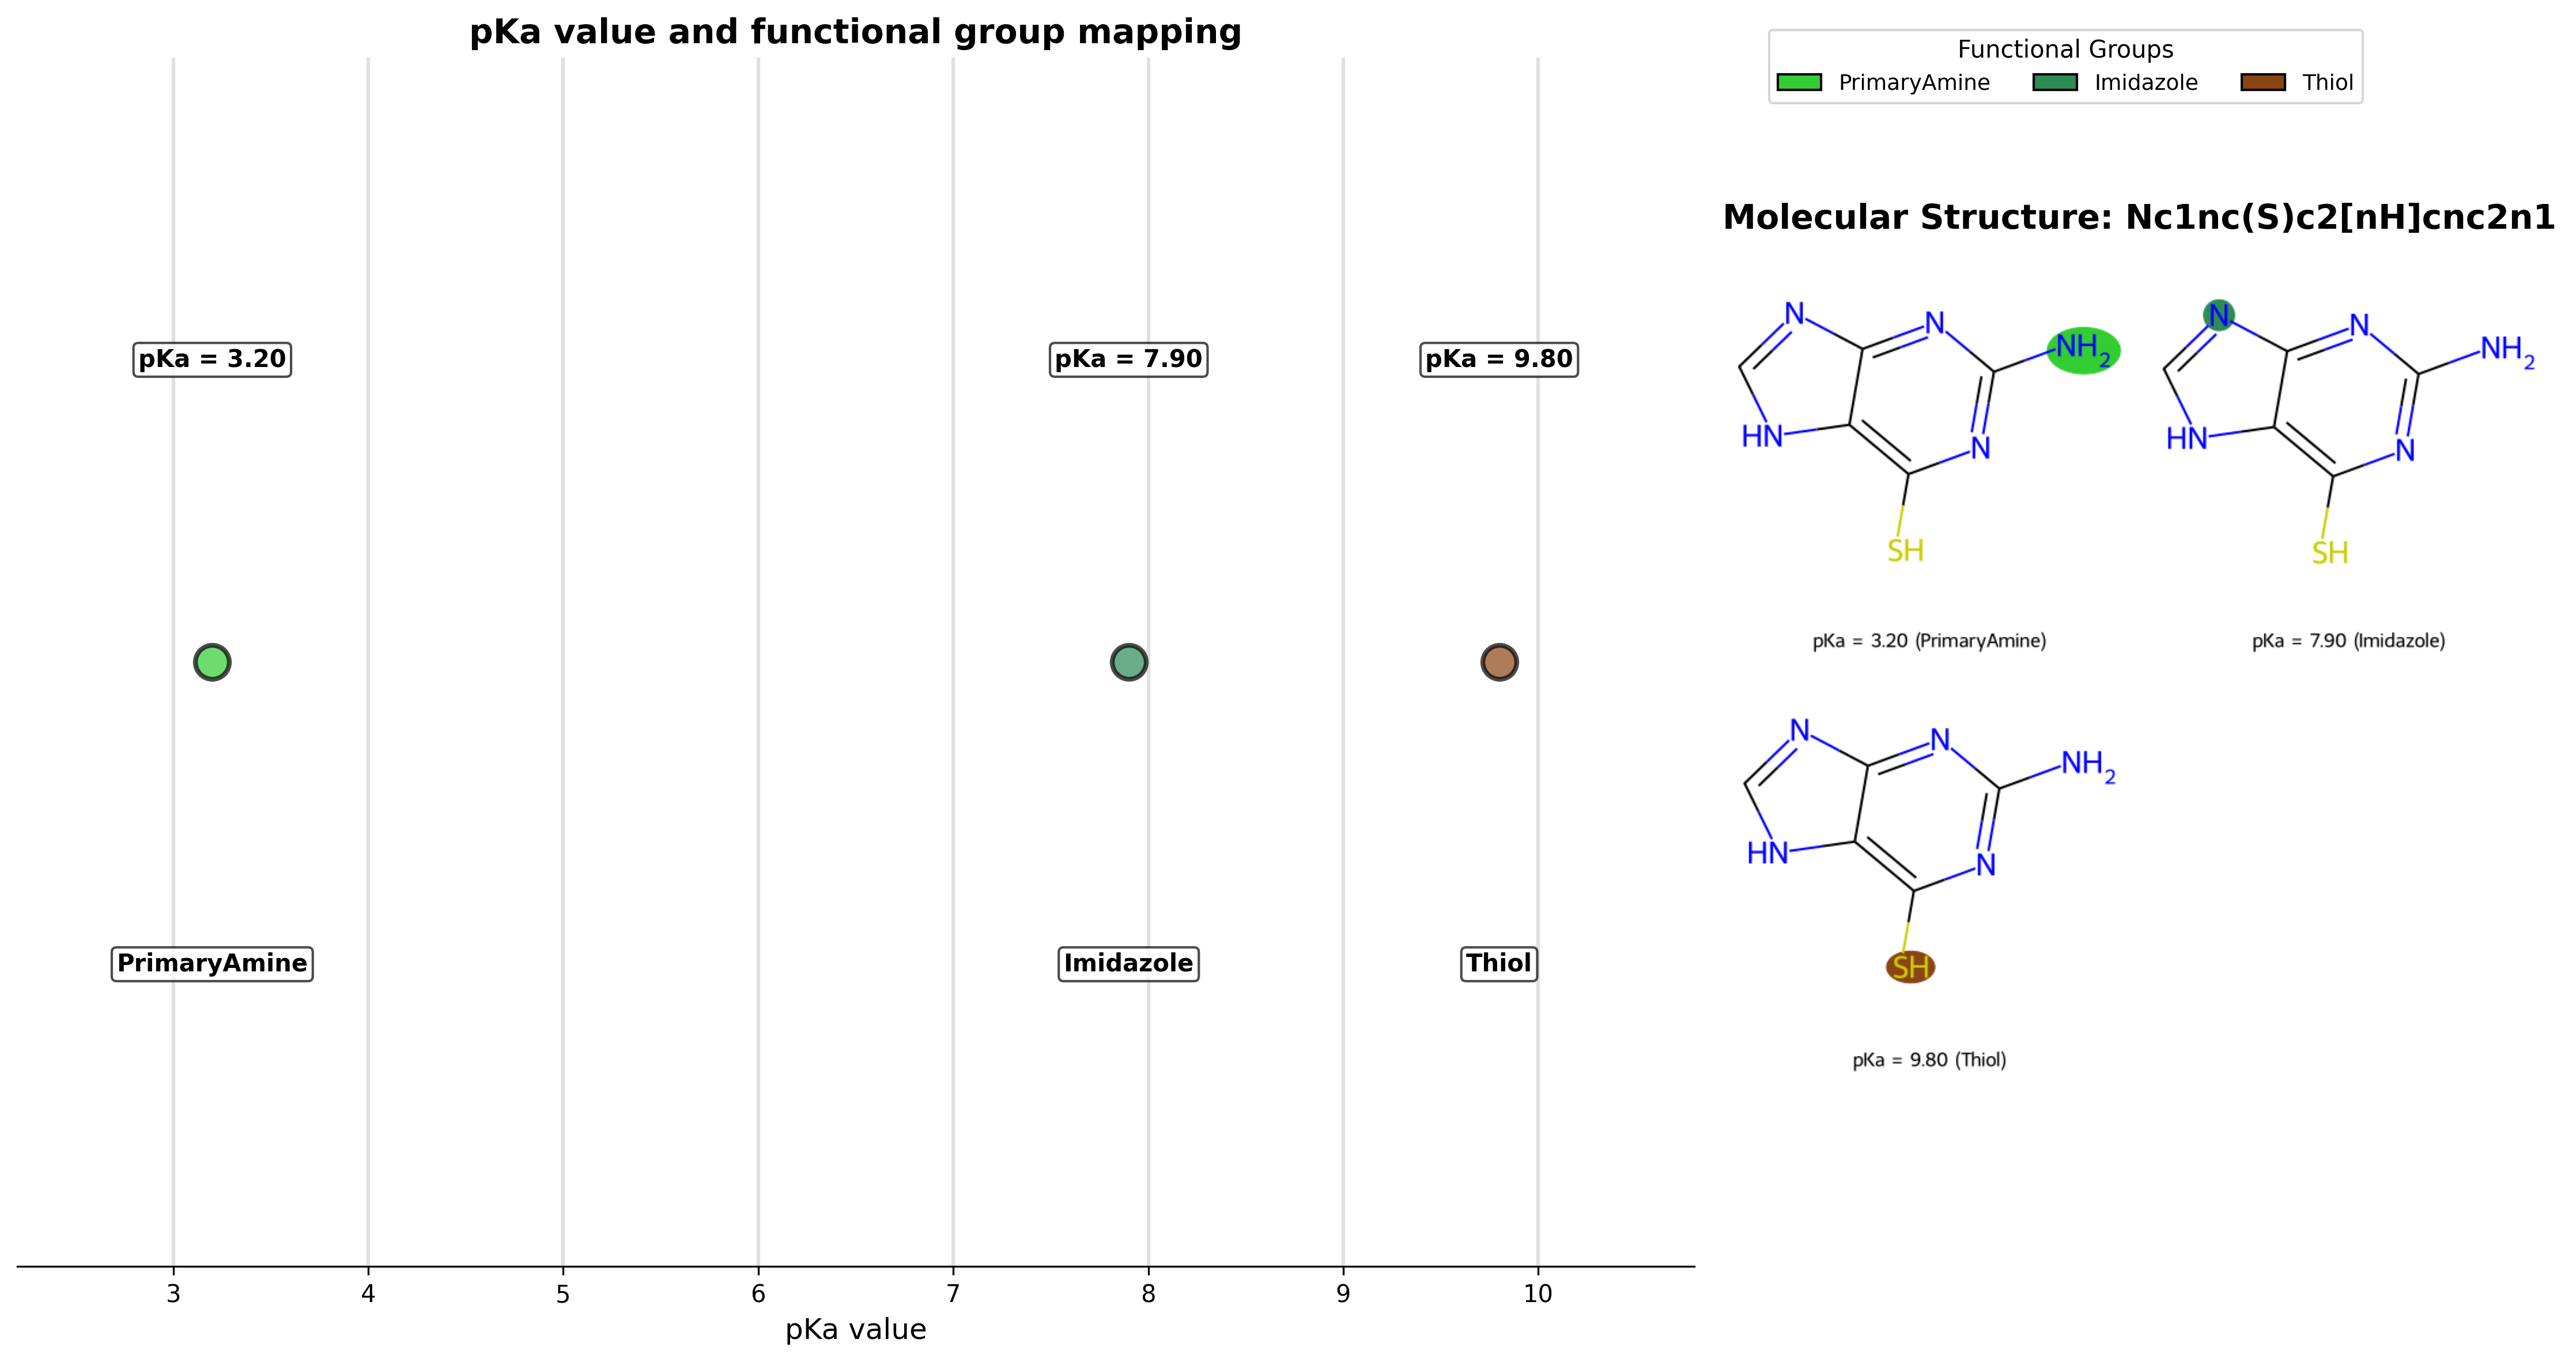 pKa value and functional group mapping
pKa = 3.20
pKa = 7.90
pKa = 9.80
PrimaryAmine
Imidazole
Thiol
3 4 5 6 7 8 9 10
pKa value
Functional Groups
PrimaryAmine Imidazole Thiol
Molecular Structure: Nc1nc(S)c2[nH]cnc2n1
N N NH2
HN N
SH
pKa = 3.20 (PrimaryAmine)
N N NH2
HN N
SH
pKa = 7.90 (Imidazole)
N N NH2
HN N
SH
pKa = 9.80 (Thiol)